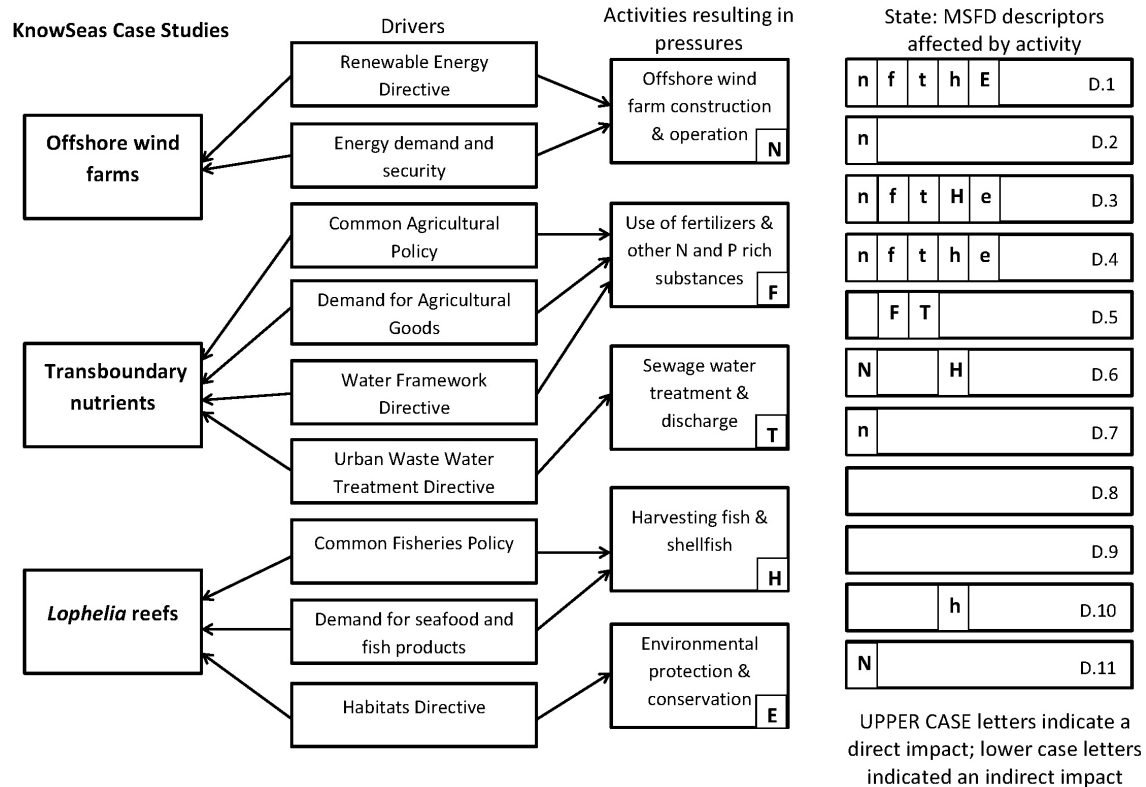 KnowSeas Case Studies
Offshore wind
farms
Transboundary
nutrients
Lophelia reefs
Drivers
Renewable Energy
Directive
Energy demand and
security
Common Agricultural
Policy
Demand for Agricultural
Goods
Water Framework
Directive
Urban Waste Water
Treatment Directive
Common Fisheries Policy
Demand for seafood and
fish products
Habitats Directive
Activities resulting in
pressures
Offshore wind
farm construction
& operation
N
Use of fertilizers &
other N and P rich
substances
F
Sewage water
treatment &
discharge
T
Harvesting fish &
shellfish
H
Environmental
protection &
conservation
E
State: MSFD descriptors
affected by activity
n f t h E D.1
n D.2
n f t H e D.3
n f t h e D.4
F T D.5
N H D.6
n D.7
D.8
D.9
h D.10
N D.11
UPPER CASE letters indicate a
direct impact; lower case letters
indicated an indirect impact